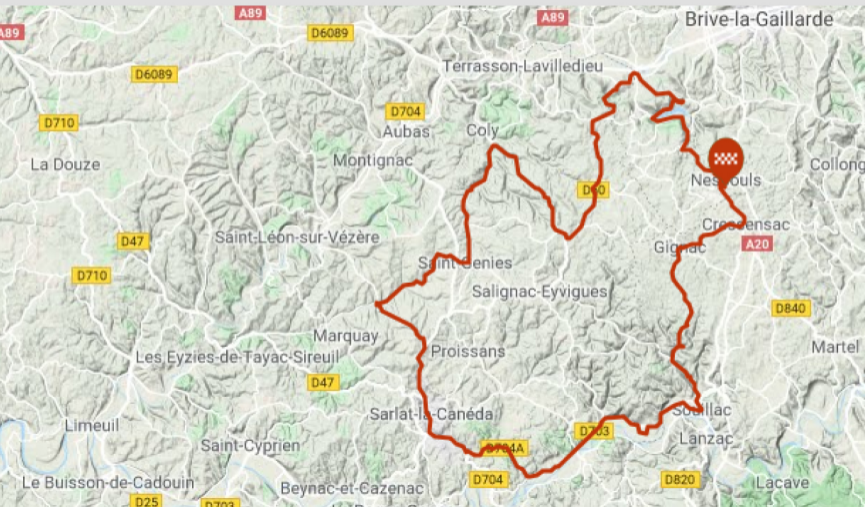 A89
A89
A89
Brive-la-Gaillarde
D6089
D6089
Terrasson-Lavilledieu
D704
D710
Aubas
Coly
La Douze
Montignac
Collong
Nespouls
D60
Cressensac
D47
Saint-Léon-sur-Vézère
A20
Gignac
Saint-Genies
D710
Salignac-Eyvigues
D840
Marquay
Martel
Proissans
Les Eyzies-de-Tayac-Sireuil
D47
Sarlat-la-Canéda
Souillac
Limeuil
D703
Lanzac
Saint-Cyprien
D704A
D704
D820
Le Buisson-de-Cadouin
Beynac-et-Cazenac
Lacave
D25
D703